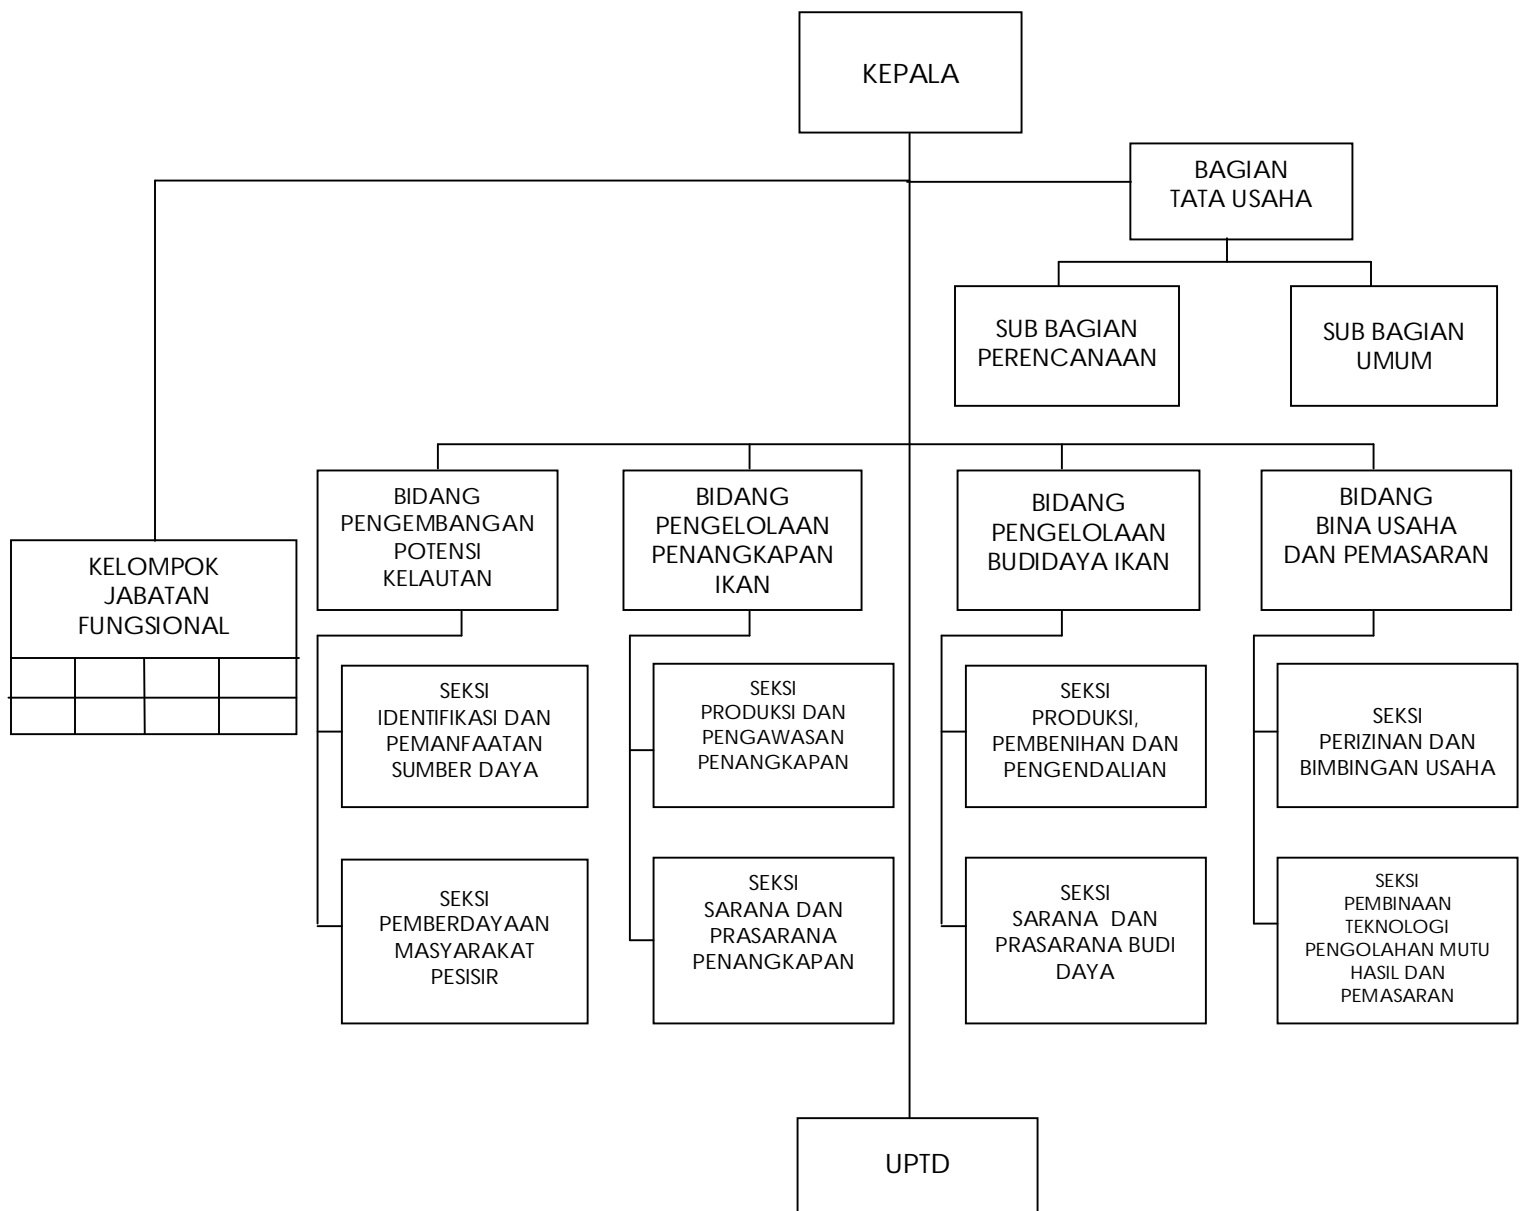 KEPALA
BAGIAN
TATA USAHA
SUB BAGIAN
PERENCANAAN
SUB BAGIAN
UMUM
BIDANG
PENGEMBANGAN
POTENSI
KELAUTAN
BIDANG
PENGELOLAAN
PENANGKAPAN
IKAN
BIDANG
PENGELOLAAN
BUDIDAYA IKAN
BIDANG
BINA USAHA
DAN PEMASARAN
KELOMPOK
JABATAN
FUNGSIONAL
SEKSI
IDENTIFIKASI DAN
PEMANFAATAN
SUMBER DAYA
SEKSI
PRODUKSI DAN
PENGAWASAN
PENANGKAPAN
SEKSI
PRODUKSI,
PEMBENIHAN DAN
PENGENDALIAN
SEKSI
PERIZINAN DAN
BIMBINGAN USAHA
SEKSI
PEMBERDAYAAN
MASYARAKAT
PESISIR
SEKSI
SARANA DAN
PRASARANA
PENANGKAPAN
SEKSI
SARANA DAN
PRASARANA BUDI
DAYA
SEKSI
PEMBINAAN
TEKNOLOGI
PENGOLAHAN MUTU
HASIL DAN
PEMASARAN
UPTD